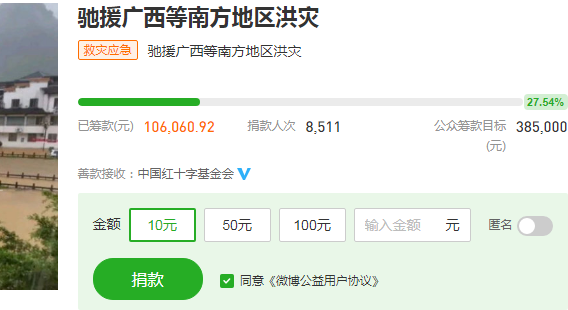 驰援广西等南方地区洪灾
救灾应急 驰援广西等南方地区洪灾
27.54%
已筹款(元) 106,060.92 捐款人次 8,511 公众筹款目标 385,000
(元)
善款接收：中国红十字基金会
金额 10元 50元 100元 输入金额 元 匿名
捐款 同意《微博公益用户协议》